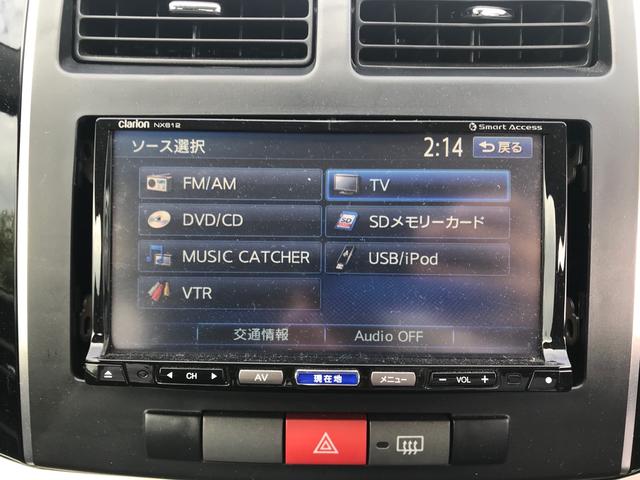 clarion NX812
Smart Access
ソース選択
2:14
戻る
FM/AM
TV
DVD/CD
SDメモリーカード
MUSIC CATCHER
USB/iPod
VTR
交通情報
Audio OFF
CH
AV
現在地
メニュー
− VOL +